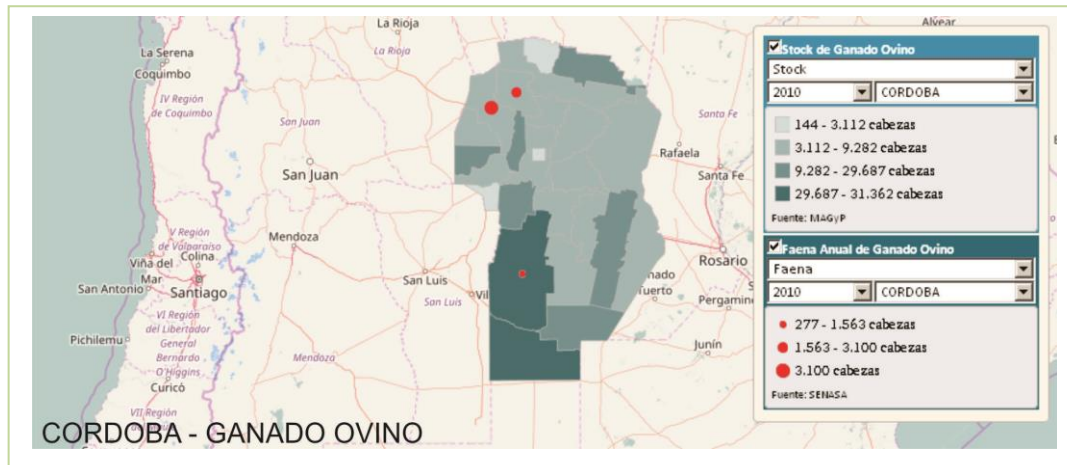 La Rioja
Alvear
La Serena
Coquimbo
La Rioja
IV Región
de Coquimbo
San Juan
Santa Fe
Rafaela
San Juan
Santa Fe
V Región
de Valparaíso
Mendoza
Viña del
Mar
Colina
San Antonio
Santiago
San Luis
San Luis
Rosario
Pergamin
VI Región
del Libertador
General
Bernardo
O'Higgins
Pichilemu
Junín
Mendoza
Curicó
VII Región
CORDOBA - GANADO OVINO
Stock de Ganado Ovino
Stock
2010 CORDOBA
144 - 3.112 cabezas
3.112 - 9.282 cabezas
9.282 - 29.687 cabezas
29.687 - 31.362 cabezas
Fuente: MAGyP
Faena Anual de Ganado Ovino
Faena
2010 CORDOBA
277 - 1.563 cabezas
1.563 - 3.100 cabezas
3.100 cabezas
Fuente: SENASA